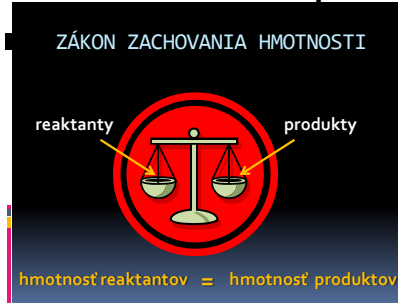 ZÁKON ZACHOVANIA HMOTNOSTI
reaktanty produkty
hmotnosť reaktantov = hmotnosť produktov